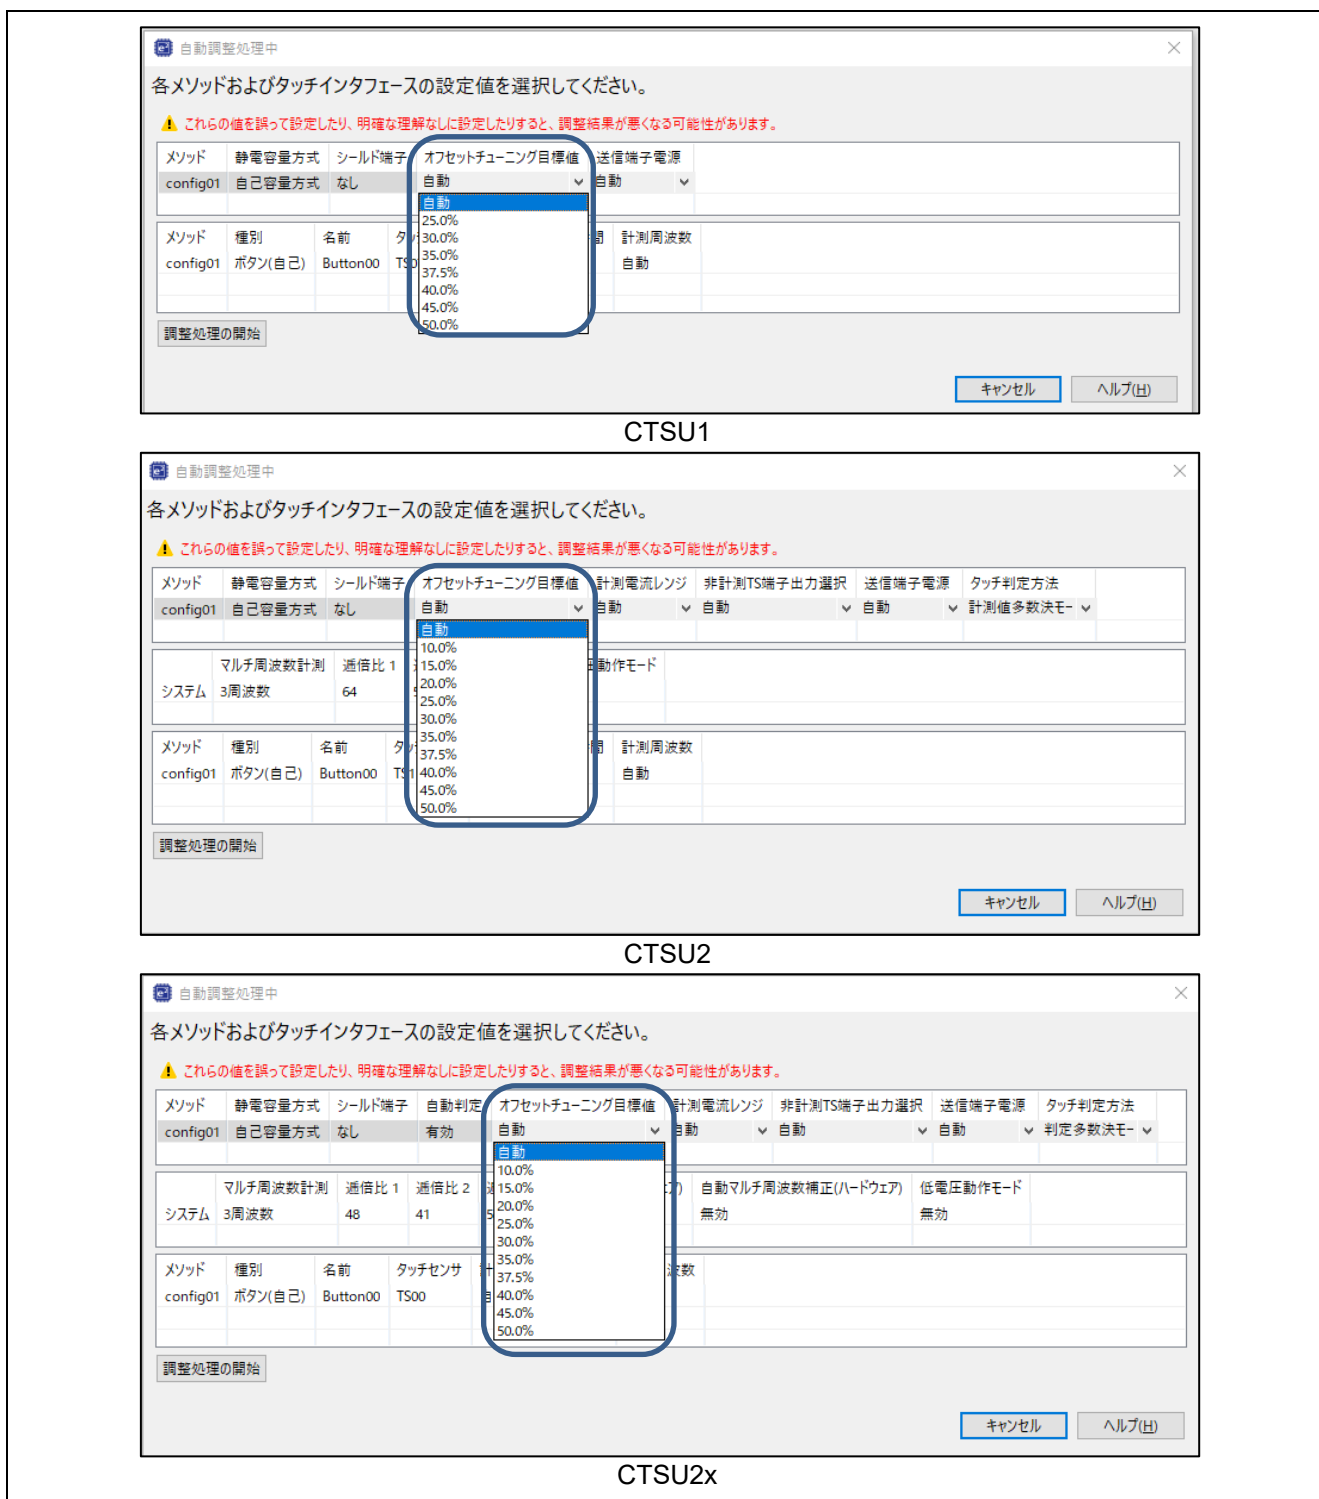 自動調整処理中
各メソッドおよびタッチインタフェースの設定値を選択してください。
これらの値を誤って設定したり、明確な理解なしに設定したりすると、調整結果が悪くなる可能性があります。
メソッド 静電容量方式 シールド端子 オフセットチューニング目標値 送信端子電源
config01 自己容量方式 なし 自動 自動
自動
25.0%
メソッド 種別 名前 30.0% 計測周波数
config01 ボタン(自己) Button00 35.0% 自動
37.5%
40.0%
45.0%
50.0%
調整処理の開始
キャンセル ヘルプ(H)
CTSU1
自動調整処理中
各メソッドおよびタッチインタフェースの設定値を選択してください。
これらの値を誤って設定したり、明確な理解なしに設定したりすると、調整結果が悪くなる可能性があります。
メソッド 静電容量方式 シールド端子 オフセットチューニング目標値 計測電流レンジ 非計測TS端子出力選択 送信端子電源 タッチ判定方法
config01 自己容量方式 なし 自動 自動 自動 自動 計測値多数決モー
自動
10.0%
マルチ周波数計測 逓倍比 1 15.0% 動作モード
20.0%
システム 3周波数 64
25.0%
30.0%
35.0%
メソッド 種別 名前 37.5% 計測周波数
config01 ボタン(自己) Button00 40.0% 自動
45.0%
50.0%
調整処理の開始
キャンセル ヘルプ(H)
CTSU2
自動調整処理中
各メソッドおよびタッチインタフェースの設定値を選択してください。
これらの値を誤って設定したり、明確な理解なしに設定したりすると、調整結果が悪くなる可能性があります。
メソッド 静電容量方式 シールド端子 自動判定 オフセットチューニング目標値 計測電流レンジ 非計測TS端子出力選択 送信端子電源 タッチ判定方法
config01 自己容量方式 なし 有効 自動 自動 自動 自動 判定多数決モー
自動
10.0%
マルチ周波数計測 逓倍比 1 逓倍比 2 15.0% 自動マルチ周波数補正(ハードウェア) 低電圧動作モード
システム 3周波数 48 41 20.0% 無効 無効
25.0%
30.0%
35.0%
メソッド 種別 名前 タッチセンサ 37.5% 波数
config01 ボタン(自己) Button00 TS00 40.0%
45.0%
50.0%
調整処理の開始
キャンセル ヘルプ(H)
CTSU2x